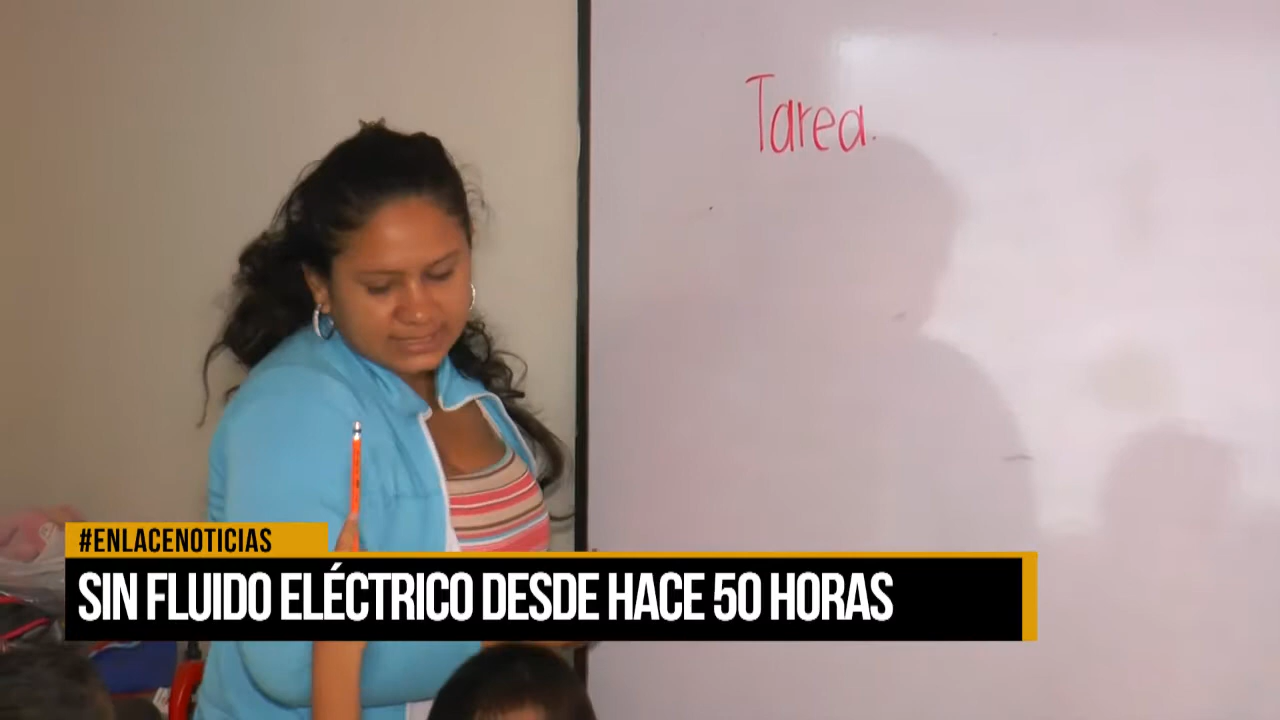 Tarea.
#ENLACENOTICIAS
SIN FLUIDO ELÉCTRICO DESDE HACE 50 HORAS